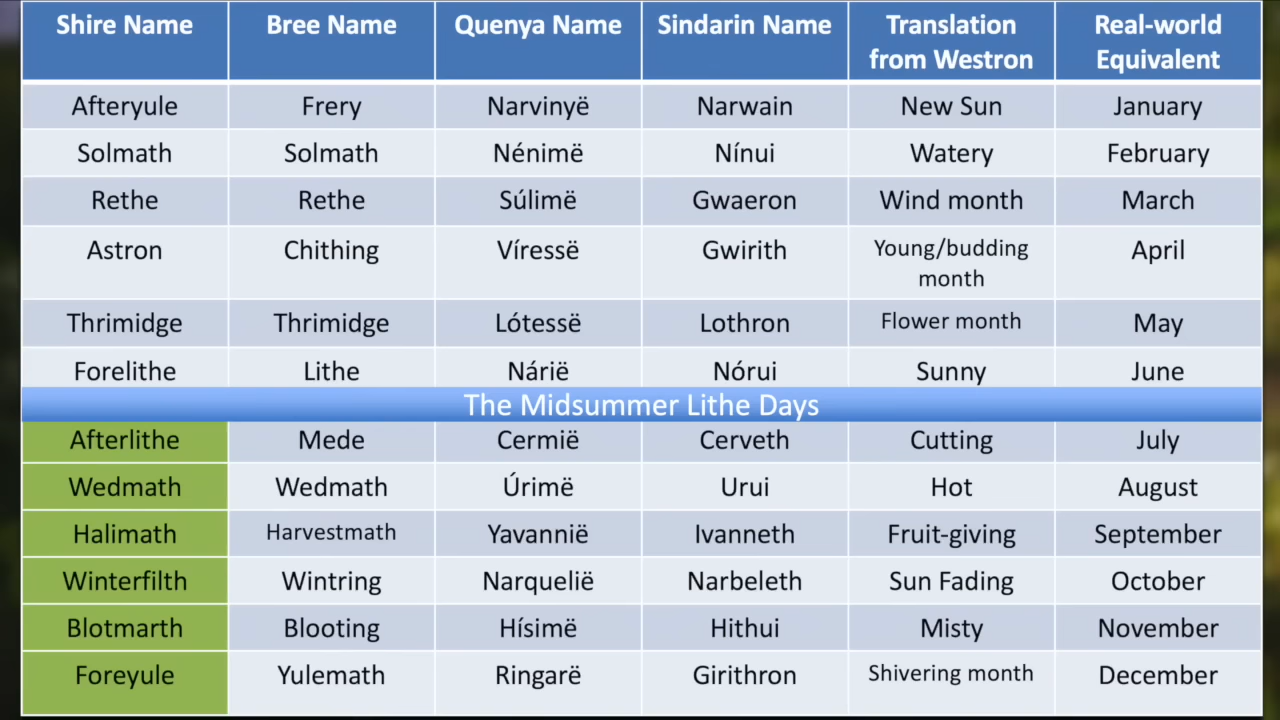 Shire Name Bree Name Quenya Name Sindarin Name Translation from Westron Real-world Equivalent
Afteryule Frery Narvinyë Narwain New Sun January
Solmath Solmath Nénimë Nínui Watery February
Rethe Rethe Súlimë Gwaeron Wind month March
Astron Chithing Víressë Gwirith Young/budding month April
Thrimidge Thrimidge Lótessë Lothron Flower month May
Forelithe Lithe Nárië Nórui Sunny June
The Midsummer Lithe Days
Afterlithe Mede Cermië Cerveth Cutting July
Wedmath Wedmath Úrimë Urui Hot August
Halimath Harvestmath Yavannië Ivanneth Fruit-giving September
Winterfilth Wintring Narquelië Narbeleth Sun Fading October
Blotmarth Blooting Hísimë Hithui Misty November
Foreyule Yulemath Ringarë Girithron Shivering month December